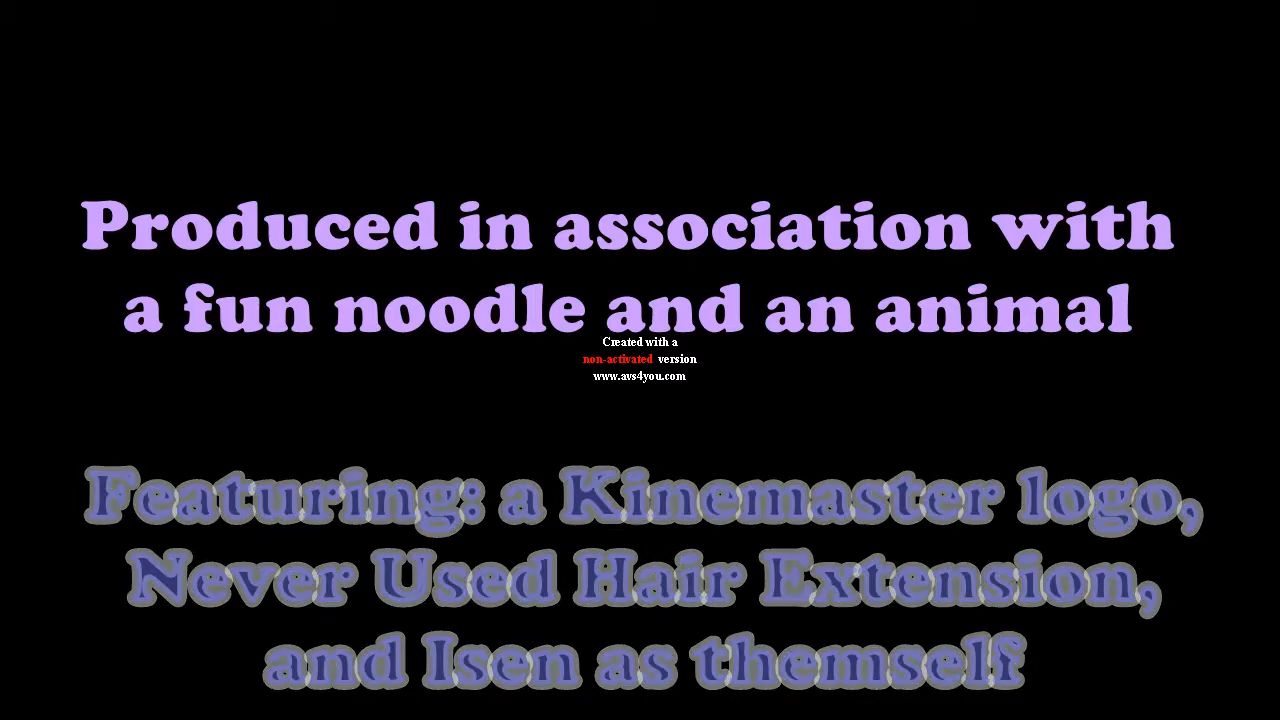 Produced in association with
a fun noodle and an animal
Created with a
non-activated version
www.avs4you.com
Featuring: a Kinemaster logo,
Never Used Hair Extension,
and Isen as themself